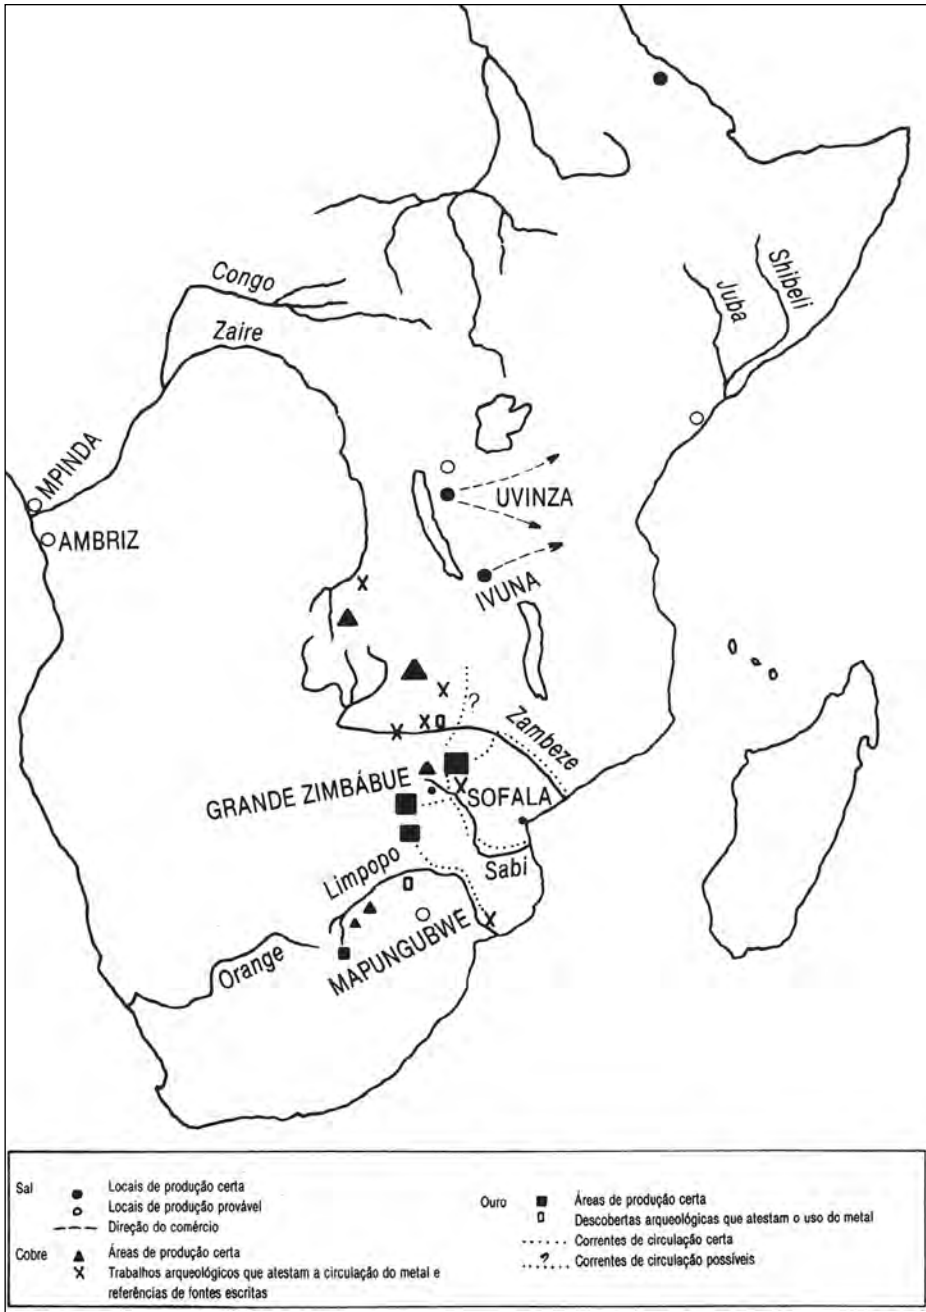 Congo
Zaire
Juba
Shibeli
MPINDA
AMBRIZ
UVINZA
IVUNA
?
Zambeze
GRANDE ZIMBÁBUE
SOFALA
Sabi
Limpopo
MAPUNGUBWE
Orange
Sal
Locais de produção certa
Locais de produção provável
Direção do comércio
Cobre
Áreas de produção certa
Trabalhos arqueológicos que atestam a circulação do metal e
referências de fontes escritas
Ouro
Áreas de produção certa
Descobertas arqueológicas que atestam o uso do metal
Correntes de circulação certa
? Correntes de circulação possíveis